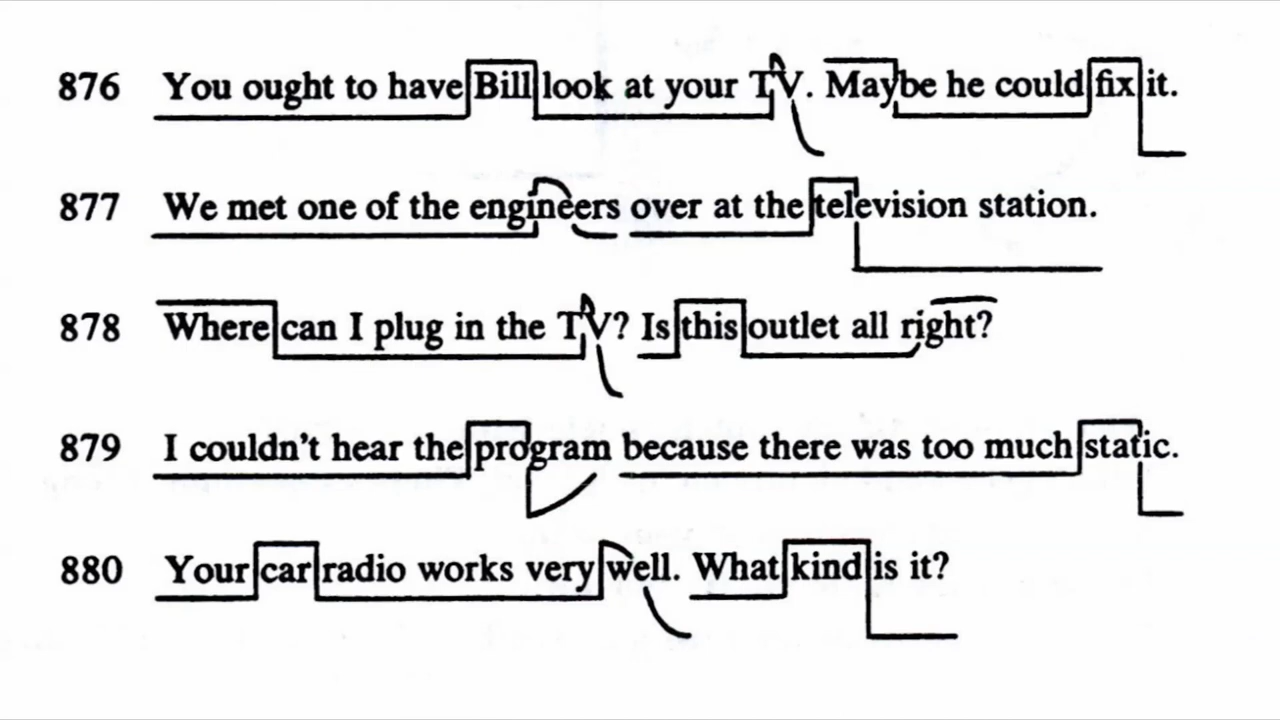 876 You ought to have Bill look at your TV. Maybe he could fix it.
877 We met one of the engineers over at the television station.
878 Where can I plug in the TV? Is this outlet all right?
879 I couldn't hear the program because there was too much static.
880 Your car radio works very well. What kind is it?